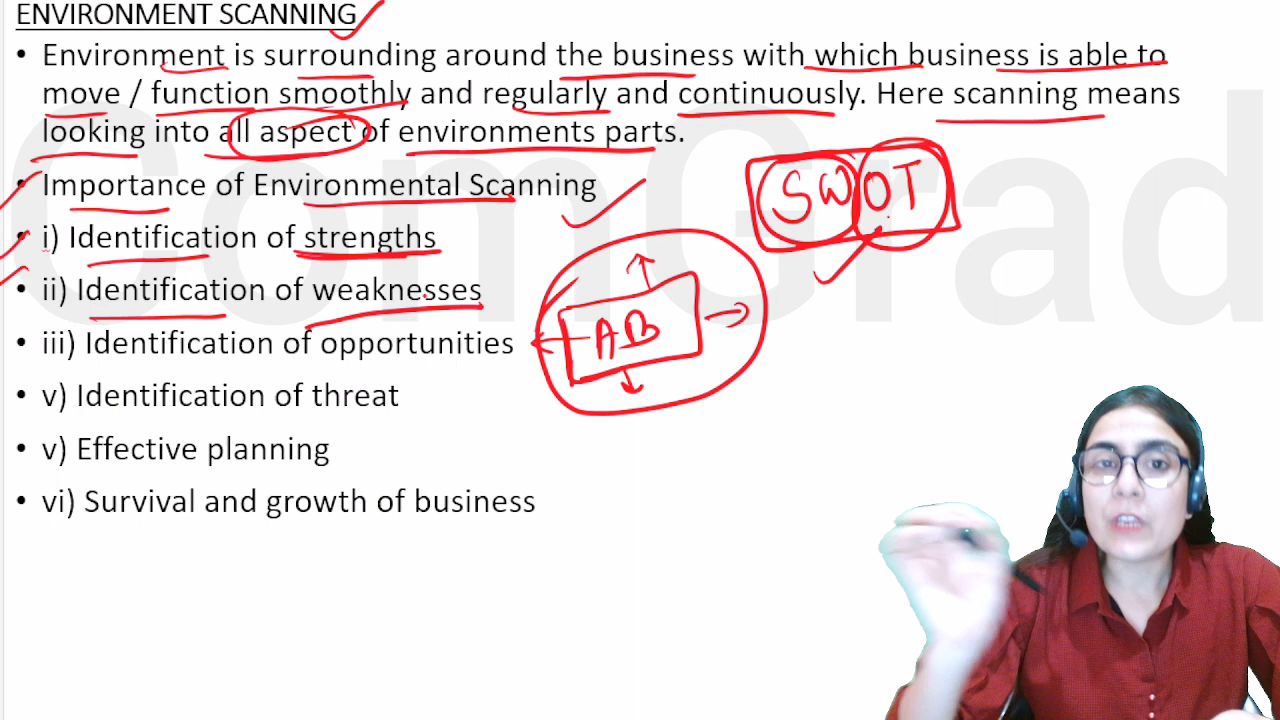 ENVIRONMENT SCANNING
• Environment is surrounding around the business with which business is able to
move / function smoothly and regularly and continuously. Here scanning means
looking into all aspect of environments parts.
• Importance of Environmental Scanning
SWOT
• i) Identification of strengths
• ii) Identification of weaknesses
AB
• iii) Identification of opportunities
• v) Identification of threat
• v) Effective planning
• vi) Survival and growth of business
ComGrad